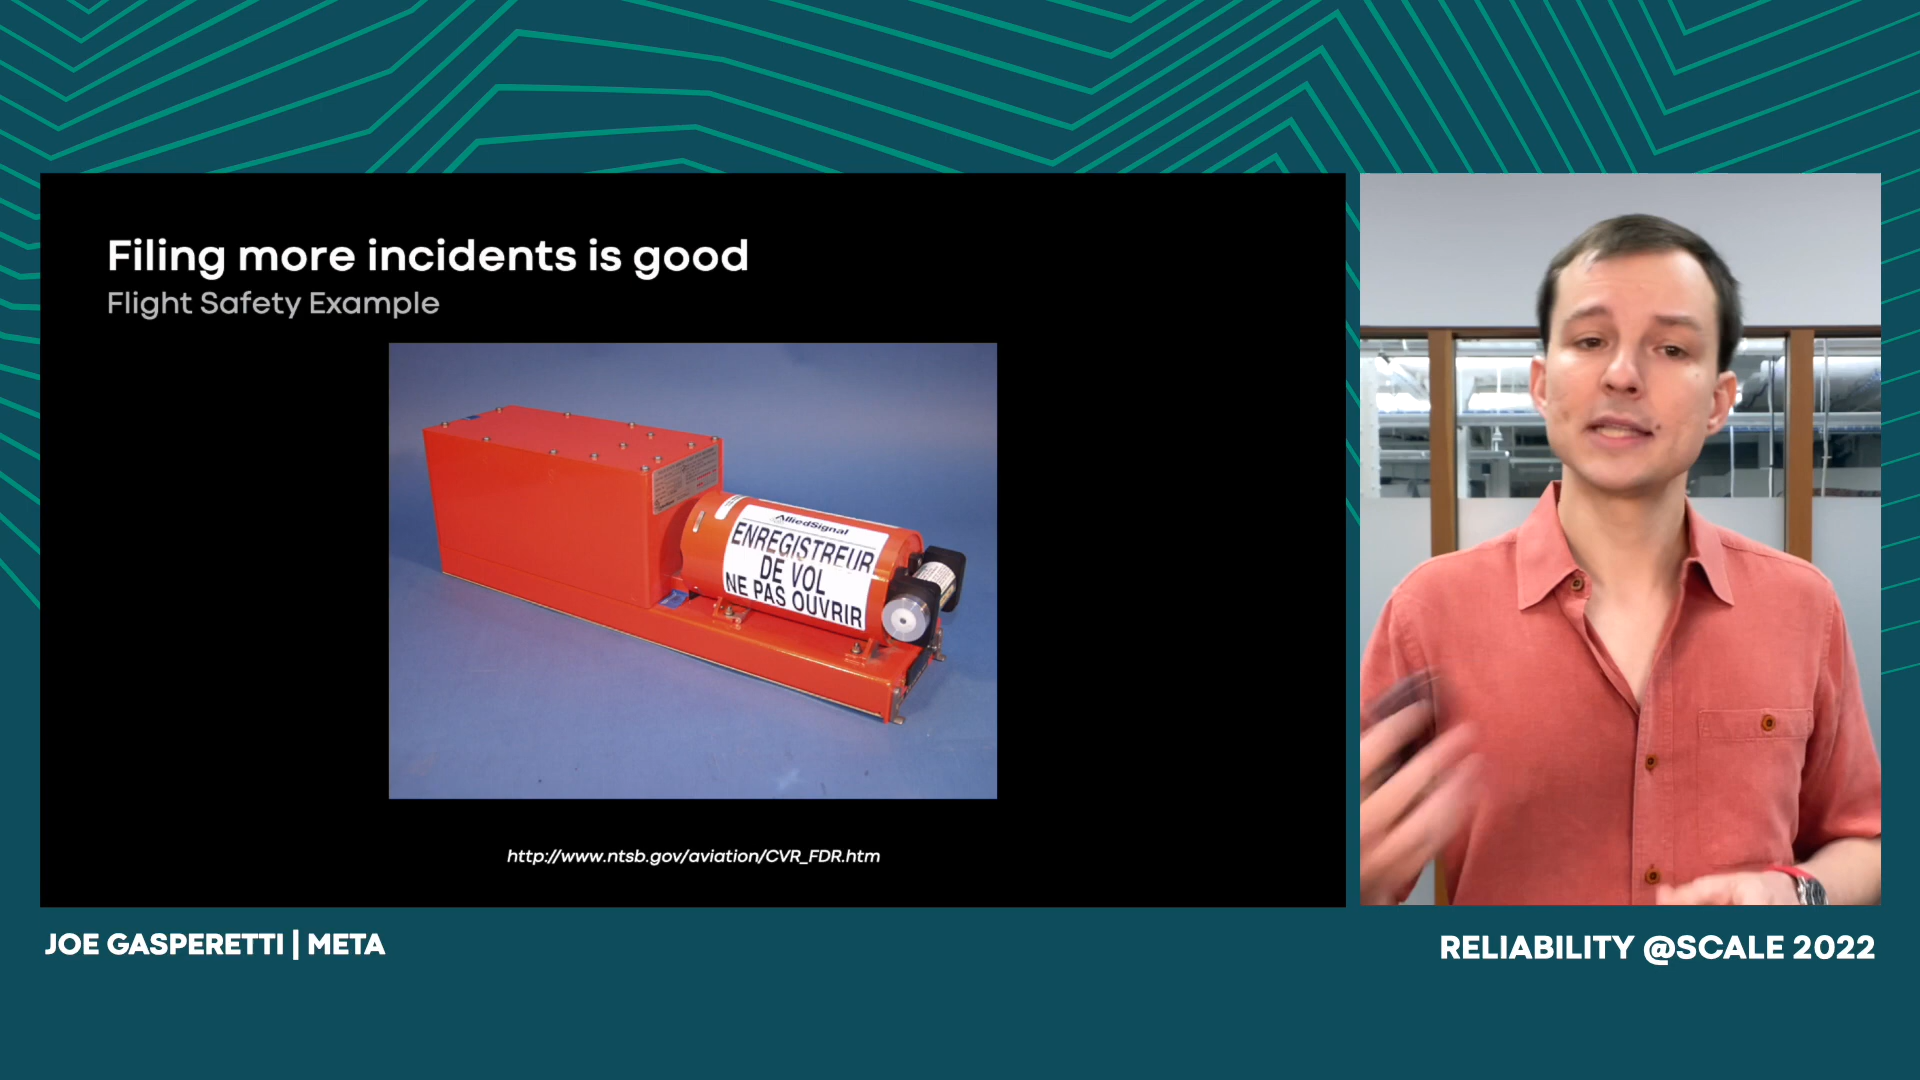 Filing more incidents is good
Flight Safety Example
AlliedSignal
ENREGISTREUR
DE VOL
NE PAS OUVRIR
http://www.ntsb.gov/aviation/CVR_FDR.htm
JOE GASPERETTI | META
RELIABILITY @SCALE 2022